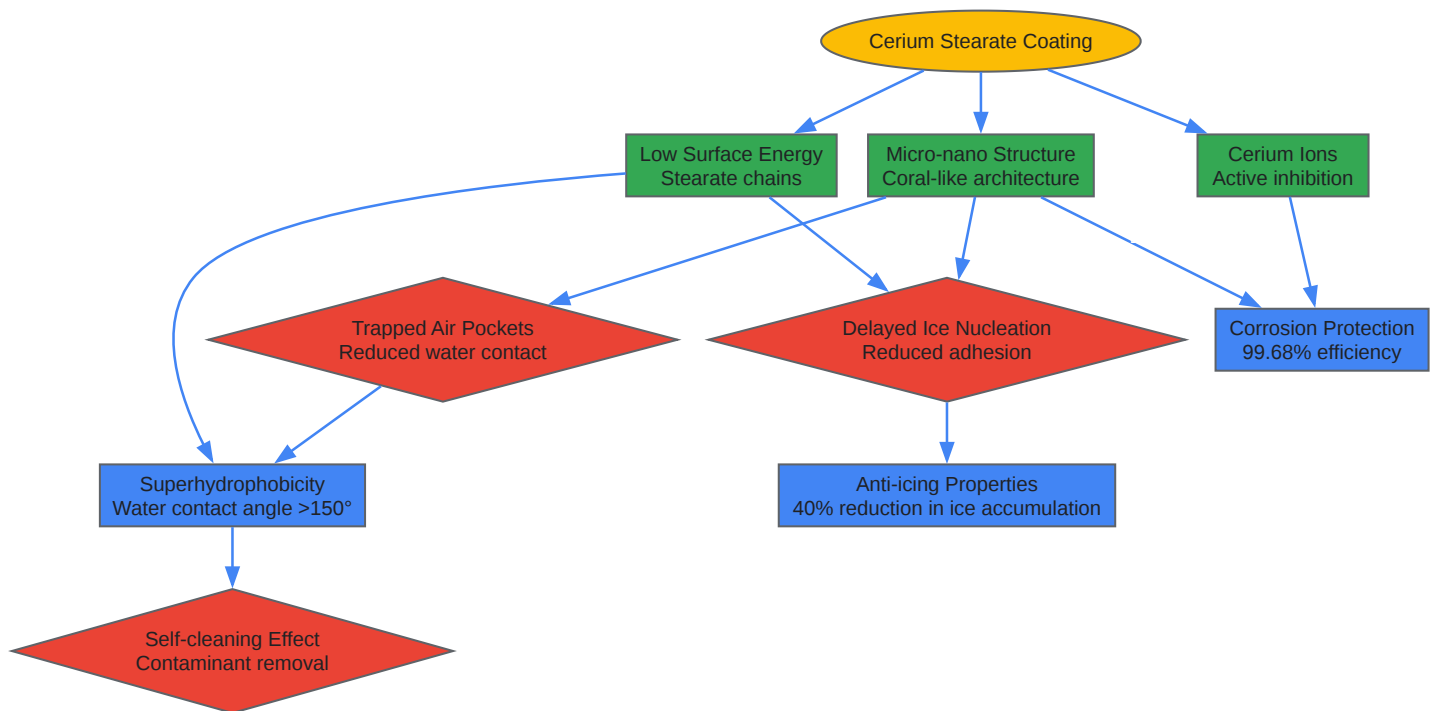 Cerium Stearate Coating
Low Surface Energy
Stearate chains
Micro-nano Structure
Coral-like architecture
Cerium Ions
Active inhibition
Trapped Air Pockets
Reduced water contact
Delayed Ice Nucleation
Reduced adhesion
Corrosion Protection
99.68% efficiency
Superhydrophobicity
Water contact angle >150°
Anti-icing Properties
40% reduction in ice accumulation
Self-cleaning Effect
Contaminant removal